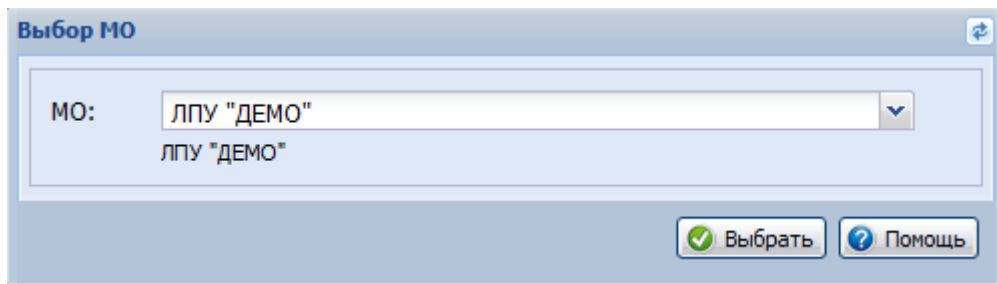 Выбор МО
МО: ЛПУ "ДЕМО"
ЛПУ "ДЕМО"
Выбрать Помощь